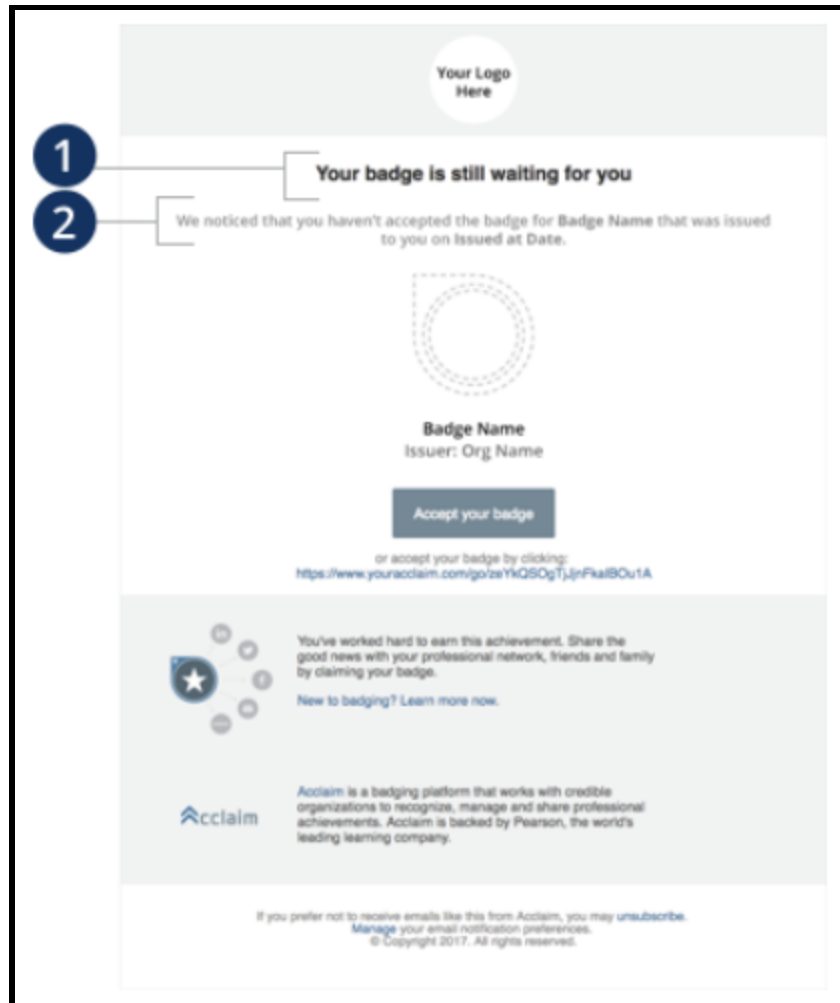 Your Logo
Here
1
Your badge is still waiting for you
2
We noticed that you haven't accepted the badge for Badge Name that was issued
to you on Issued at Date.
Badge Name
Issuer: Org Name
Accept your badge
or accept your badge by clicking:
You've worked hard to earn this achievement. Share the
good news with your professional network, friends and family
by claiming your badge.
New to badging? Learn more now.
Acclaim
Acclaim is a badging platform that works with credible
organizations to recognize, manage and share professional
achievements. Acclaim is backed by Pearson, the world's
leading learning company.
If you prefer not to receive emails like this from Acclaim, you may unsubscribe.
Manage your email notification preferences.
© Copyright 2017. All rights reserved.